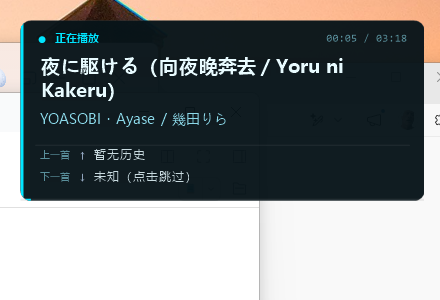 正在播放 00:05 / 03:18
夜に駆ける（向夜晚奔去 / Yoru ni
Kakeru）
YOASOBI · Ayase / 幾田りら
上一首 ↑ 暂无历史
下一首 ↓ 未知（点击跳过）